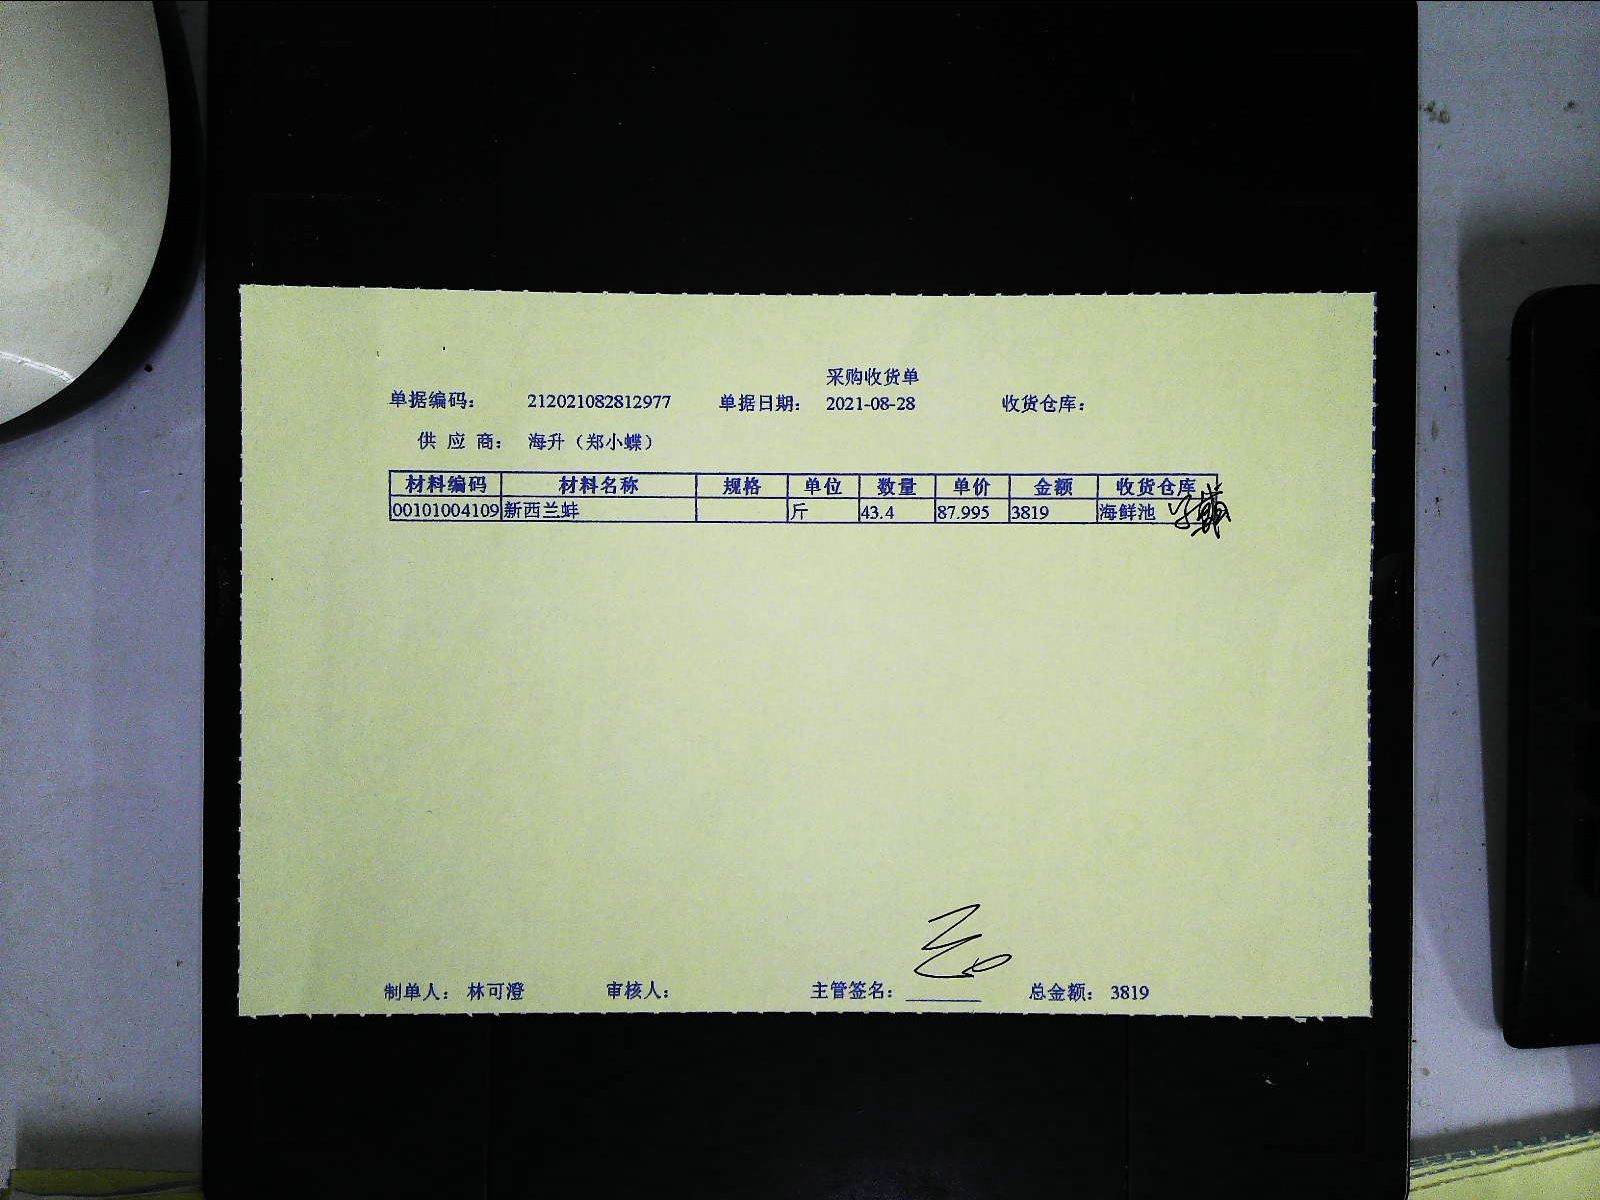 采购收货单
单据编码： 212021082812977 单据日期： 2021-08-28 收货仓库：
供 应 商： 海升（郑小蝶）
材料编码 材料名称 规格 单位 数量 单价 金额 收货仓库
00101004109 新西兰蚌 斤 43.4 87.995 3819 海鲜池
制单人： 林可澄 审核人： 主管签名： 总金额： 3819